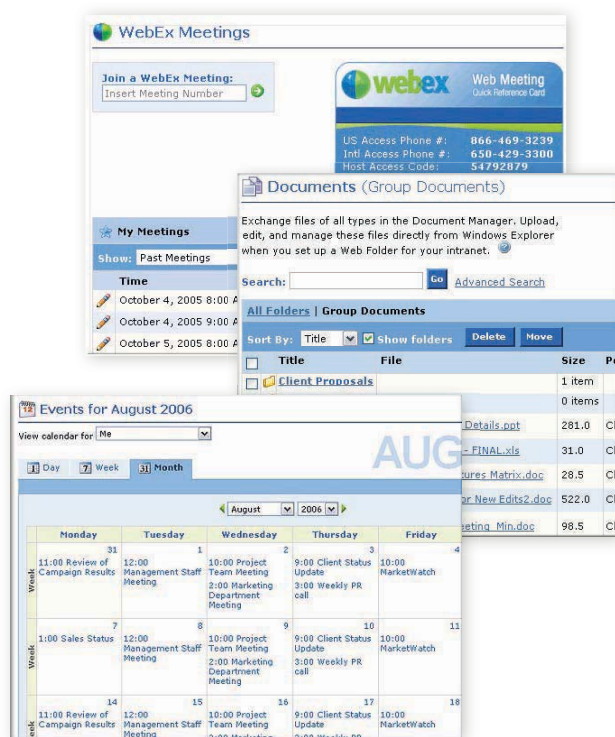 WebEx Meetings
Join a WebEx Meeting:
Insert Meeting Number
webex
Web Meeting
Quick Reference Card
US Access Phone #: 866-469-3239
Intl Access Phone #: 650-429-3300
Host Access Code: 54792879
My Meetings
Show: Past Meetings
Time
October 4, 2005 8:00 A
October 4, 2005 9:00 A
October 5, 2005 8:00 A
Documents (Group Documents)
Exchange files of all types in the Document Manager. Upload,
edit, and manage these files directly from Windows Explorer
when you set up a Web Folder for your intranet.
Search: Go Advanced Search
All Folders | Group Documents
Sort By: Title Show folders Delete Move
Title File Size
Client Proposals 1 item
0 items
Details.ppt 281.0
- FINAL.xls 31.0
ures Matrix.doc 28.5
or New Edits2.doc 522.0
eeting Min.doc 98.5
12 Events for August 2006
View calendar for Me
AUG
1 Day 7 Week 31 Month
August 2006
Monday Tuesday Wednesday Thursday Friday
31 1 2 3 4
Week
11:00 Review of 12:00 10:00 Project 9:00 Client Status 10:00
Campaign Results Management Staff Team Meeting Update MarketWatch
Meeting 2:00 Marketing 3:00 Weekly PR
Department call
Meeting
7 8 9 10 11
Week
1:00 Sales Status 12:00 10:00 Project 9:00 Client Status 10:00
Management Staff Team Meeting Update MarketWatch
Meeting 2:00 Marketing 3:00 Weekly PR
Department call
Meeting
14 15 16 17 18
11:00 Review of 12:00 10:00 Project 9:00 Client Status 10:00
Campaign Results Management Staff Team Meeting Update MarketWatch
Meeting